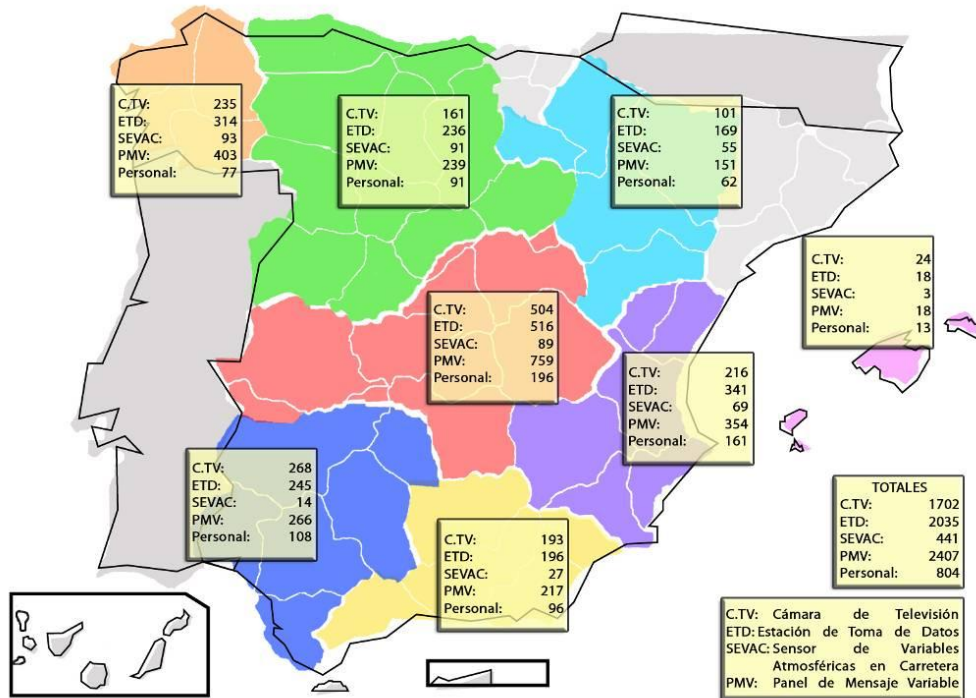 C.TV: 235
ETD: 314
SEVAC: 93
PMV: 403
Personal: 77
C.TV: 161
ETD: 236
SEVAC: 91
PMV: 239
Personal: 91
C.TV: 101
ETD: 169
SEVAC: 55
PMV: 151
Personal: 62
C.TV: 24
ETD: 18
SEVAC: 3
PMV: 18
Personal: 13
C.TV: 504
ETD: 516
SEVAC: 89
PMV: 759
Personal: 196
C.TV: 216
ETD: 341
SEVAC: 69
PMV: 354
Personal: 161
C.TV: 268
ETD: 245
SEVAC: 14
PMV: 266
Personal: 108
C.TV: 193
ETD: 196
SEVAC: 27
PMV: 217
Personal: 96
TOTALES
C.TV: 1702
ETD: 2035
SEVAC: 441
PMV: 2407
Personal: 804
C.TV: Cámara de Televisión
ETD: Estación de Toma de Datos
SEVAC: Sensor de Variables
Atmosféricas en Carretera
PMV: Panel de Mensaje Variable